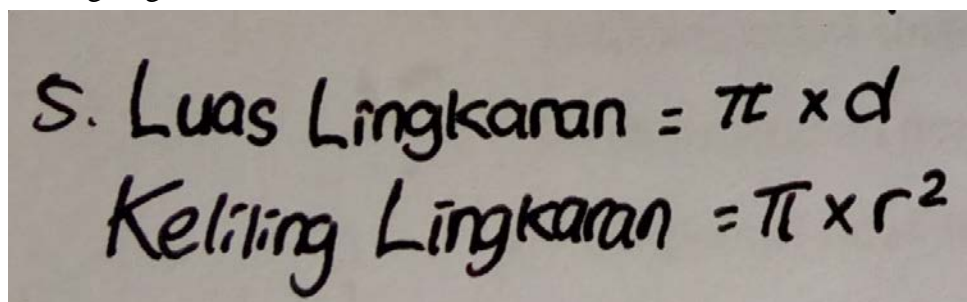 5. Luas Lingkaran = π × d
Keliling Lingkaran = π × r²